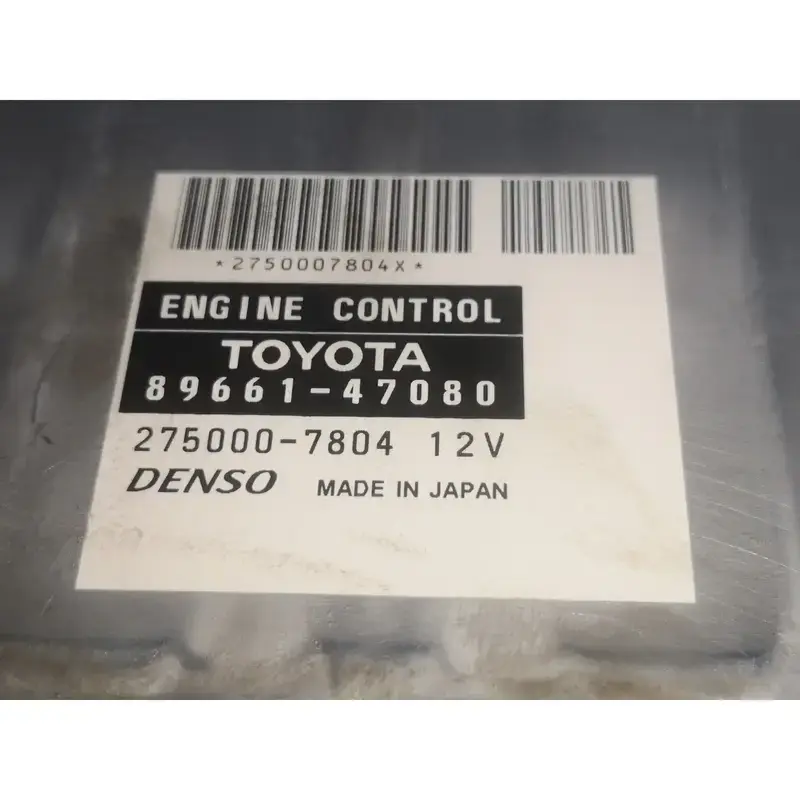 *2750007804X*
ENGINE CONTROL
TOYOTA
89661-47080
275000-7804 12V
DENSO MADE IN JAPAN